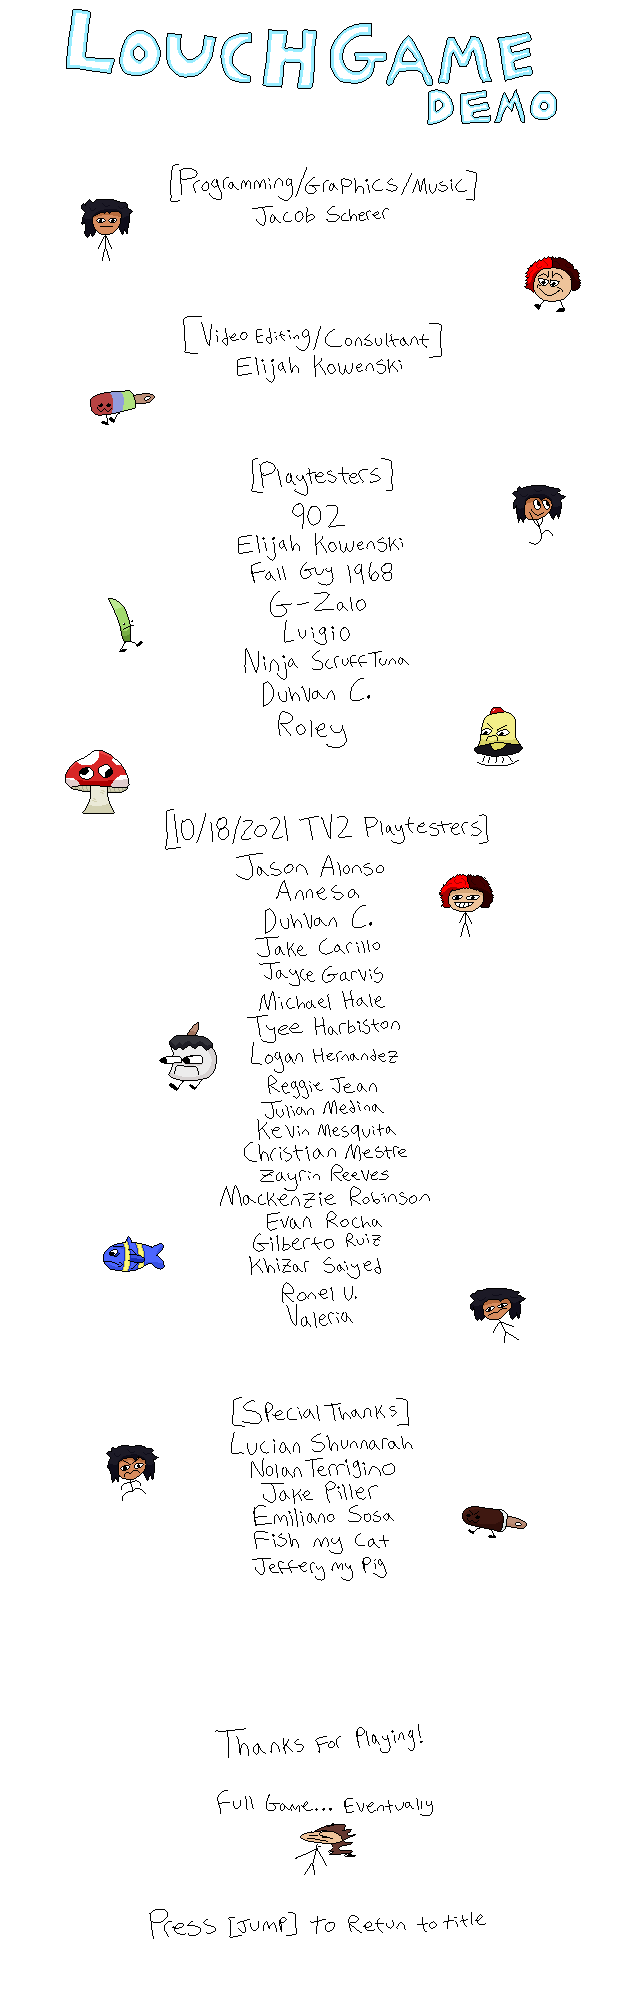 LOUCHGAME
DEMO
[Programming/Graphics/Music]
Jacob Scherer
[Video Editing/Consultant]
Elijah Kowenski
[Playtesters]
902
Elijah Kowenski
Fall Guy 1968
G-Zalo
Luigio
Ninja ScruffTuna
DuhVan C.
Roley
[10/18/2021 TV2 Playtesters]
Jason Alonso
Annesa
DuhVan C.
Jake Carillo
Jayce Garvis
Michael Hale
Tyee Harbiston
Logan Hernandez
Reggie Jean
Julian Medina
Kevin Mesquita
Christian Mestre
Zayrin Reeves
Mackenzie Robinson
Evan Rocha
Gilberto Ruiz
Khizar Saiyed
Ronel U.
Valeria
[Special Thanks]
Lucian Shunnarah
Nolan Terrigino
Jake Piller
Emiliano Sosa
Fish my Cat
Jeffery my Pig
Thanks For Playing!
Full Game... Eventually
Press [Jump] to Retun to title